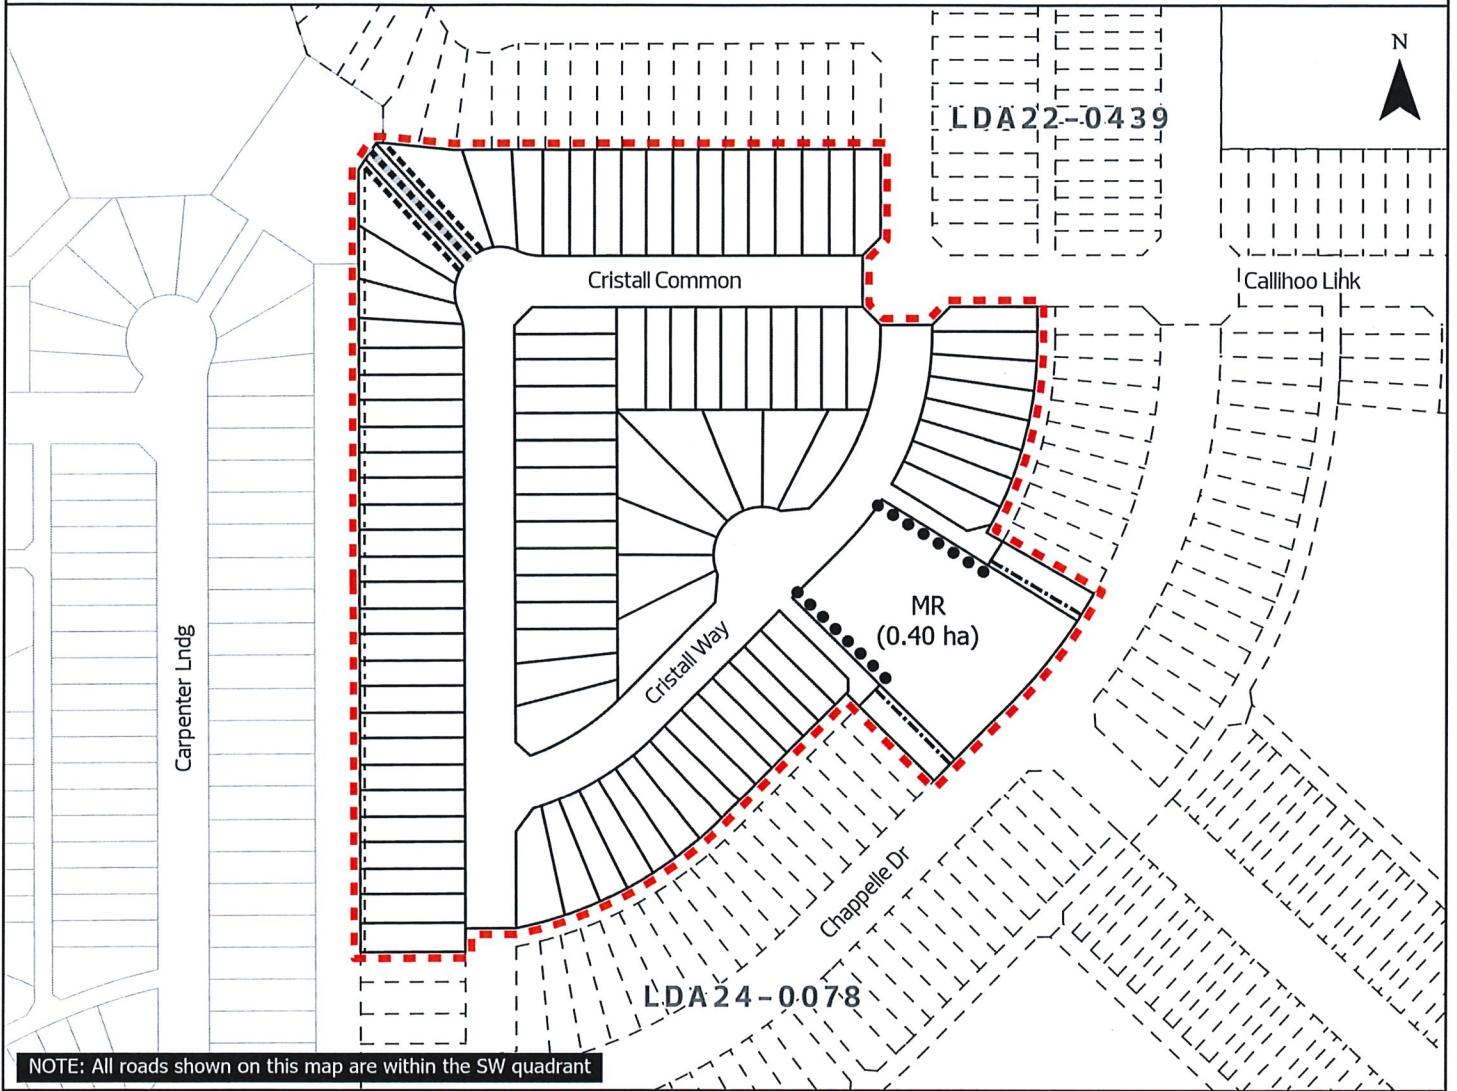 N
LDA22-0439
Cristall Common
Callihoo Link
MR
(0.40 ha)
Carpenter Lndg
Cristall Way
Chappelle Dr
LDA24-0078
NOTE: All roads shown on this map are within the SW quadrant